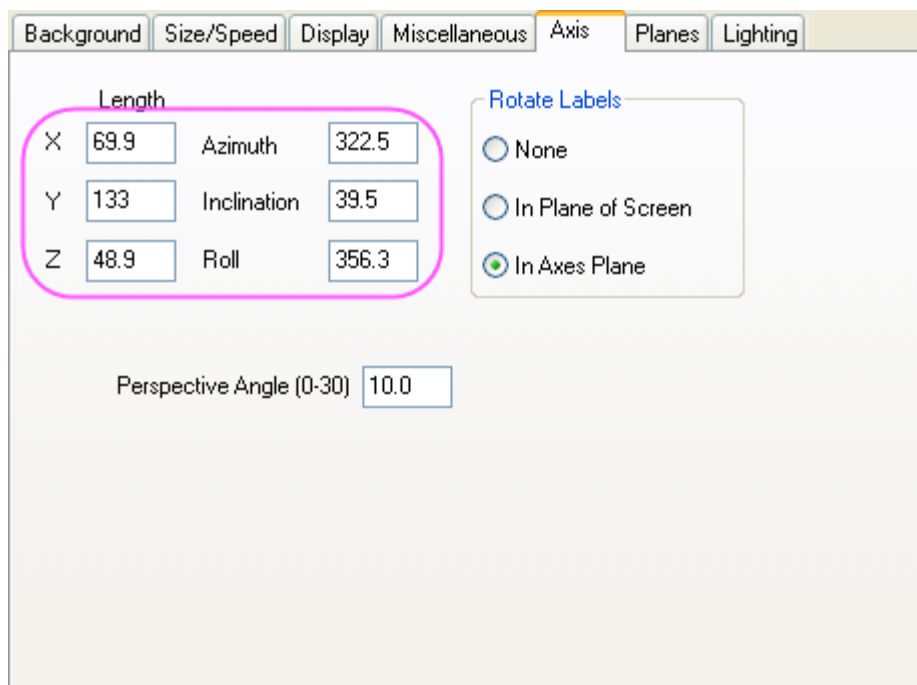 Background Size/Speed Display Miscellaneous Axis Planes Lighting
Length
X 69.9 Azimuth 322.5
Y 133 Inclination 39.5
Z 48.9 Roll 356.3
Rotate Labels
None
In Plane of Screen
In Axes Plane
Perspective Angle (0-30) 10.0